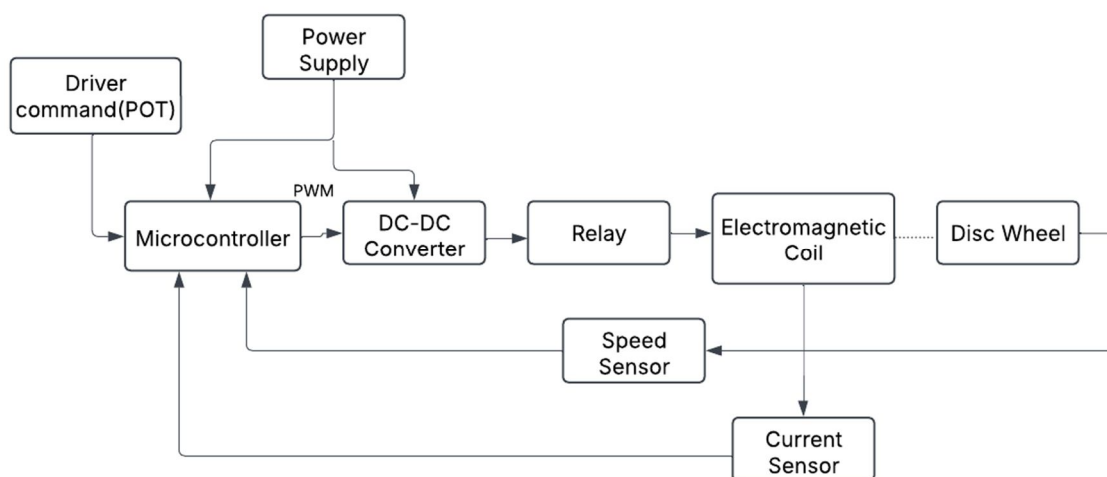 Power
Supply
Driver
command(POT)
PWM
Microcontroller
DC-DC
Converter
Relay
Electromagnetic
Coil
Disc Wheel
Speed
Sensor
Current
Sensor